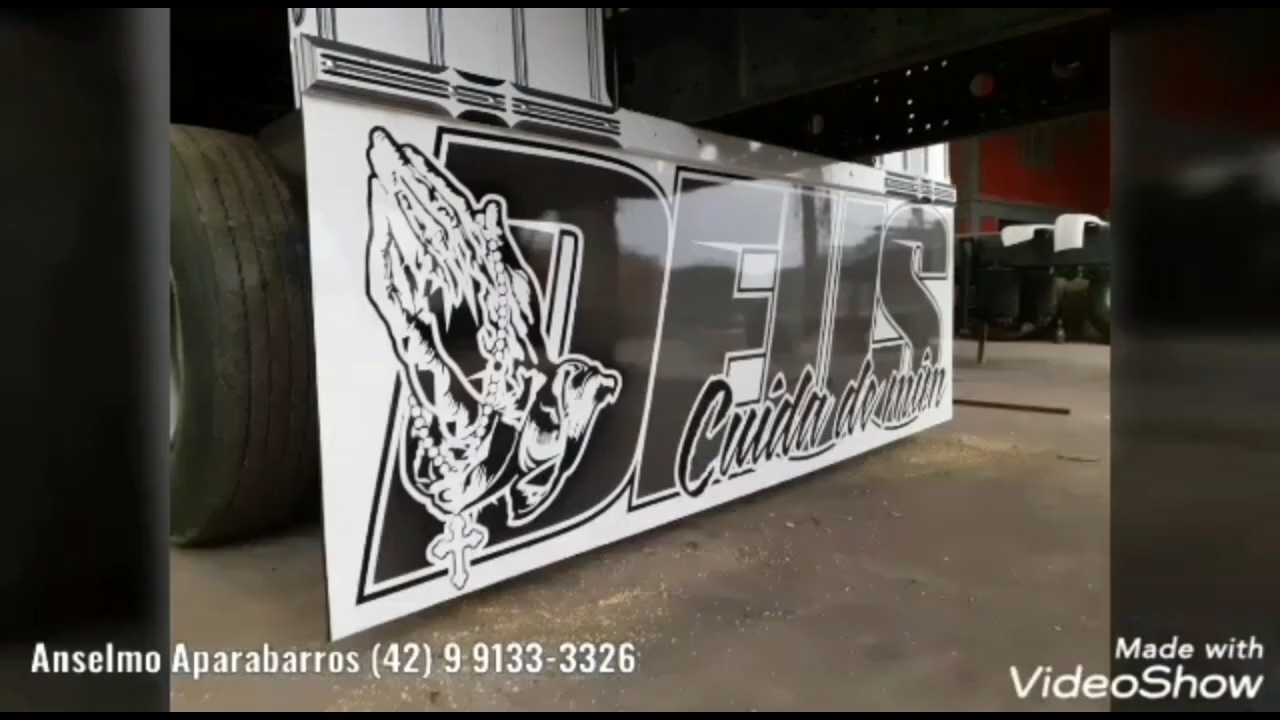 DEUS
Cuida de mim
Anselmo Aparabarros (42) 9 9133-3326
Made with
VideoShow